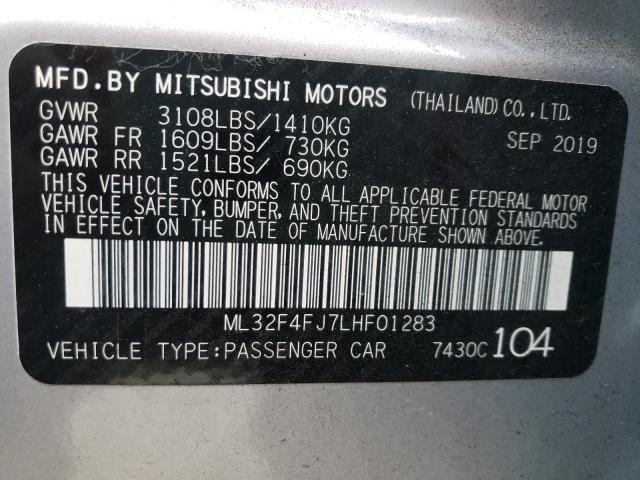 MFD.BY MITSUBISHI MOTORS (THAILAND)CO.,LTD.
GVWR 3108LBS/1410KG
GAWR FR 1609LBS/ 730KG SEP 2019
GAWR RR 1521LBS/ 690KG
THIS VEHICLE CONFORMS TO ALL APPLICABLE FEDERAL MOTOR
VEHICLE SAFETY, BUMPER, AND THEFT PREVENTION STANDARDS
IN EFFECT ON THE DATE OF MANUFACTURE SHOWN ABOVE.
ML32F4FJ7LHF01283
VEHICLE TYPE:PASSENGER CAR 7430C 104